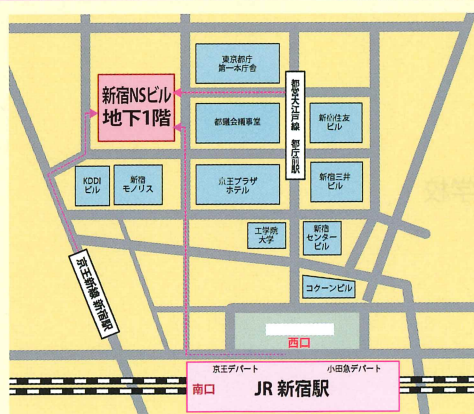 東京都庁
第一本庁舎
新宿NSビル
地下1階
都営大江戸線 都庁前駅
都議会議事堂
新宿住友
ビル
KDDI
ビル
新宿
モノリス
京王プラザ
ホテル
新宿三井
ビル
工学院
大学
新宿
センター
ビル
京王新線 新宿駅
コクーンビル
西口
京王デパート
小田急デパート
南口
JR 新宿駅